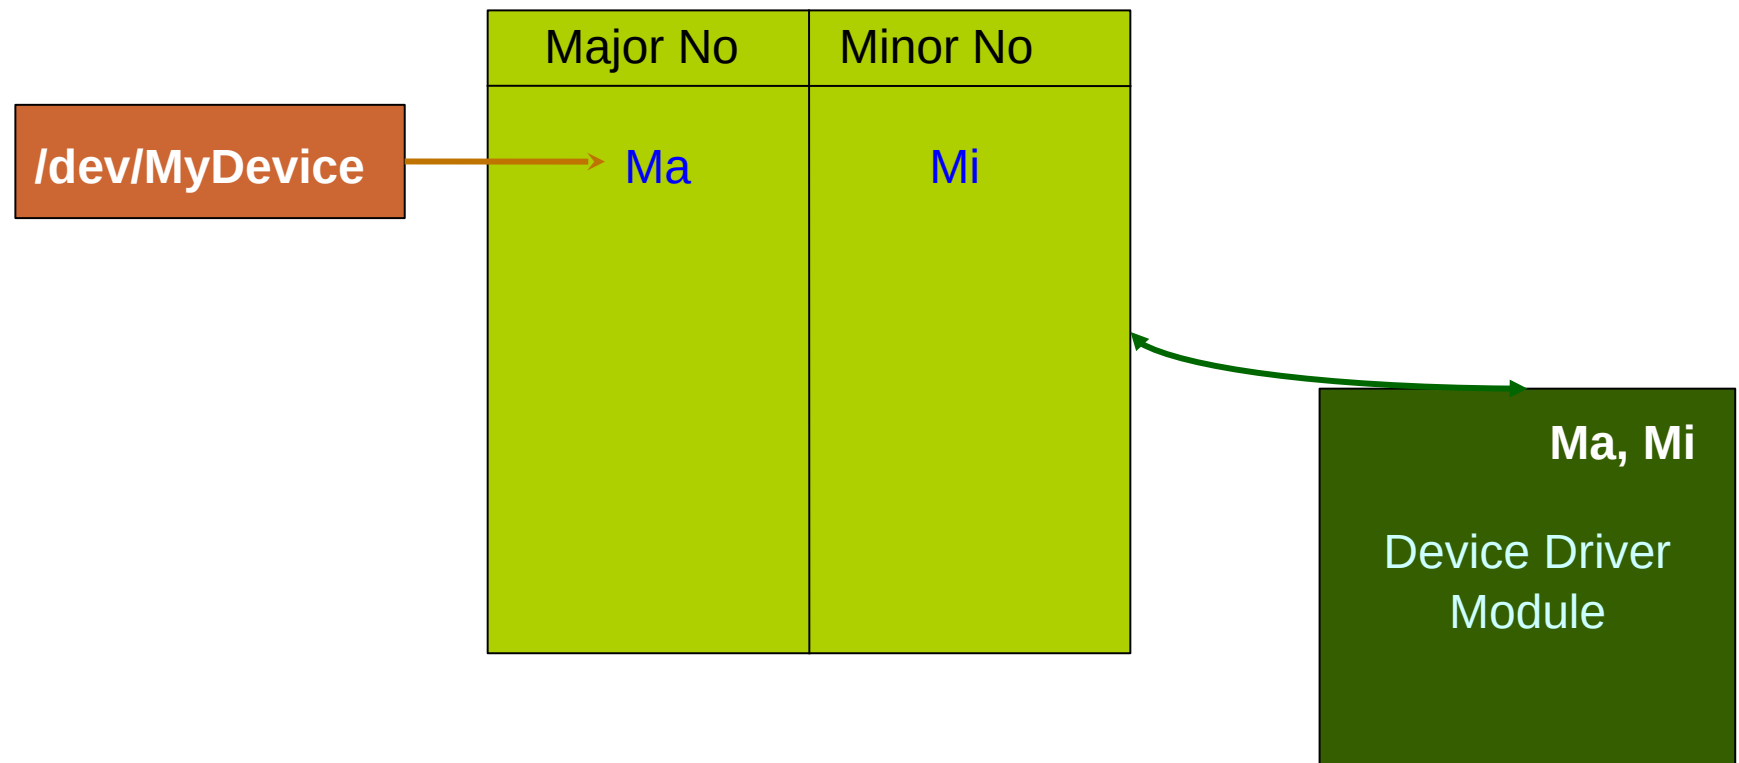 Major No
Minor No
/dev/MyDevice
Ma
Mi
Ma, Mi
Device Driver
Module